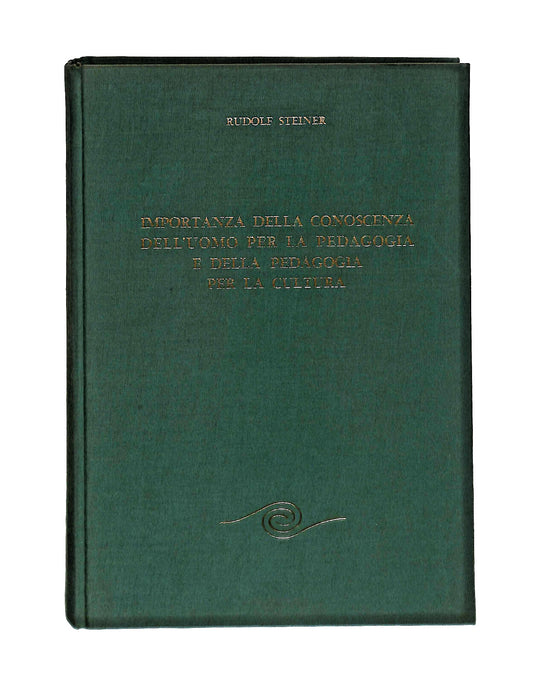 RUDOLF STEINER
IMPORTANZA DELLA CONOSCENZA
DELL'UOMO PER LA PEDAGOGIA
E DELLA PEDAGOGIA
PER LA CULTURA